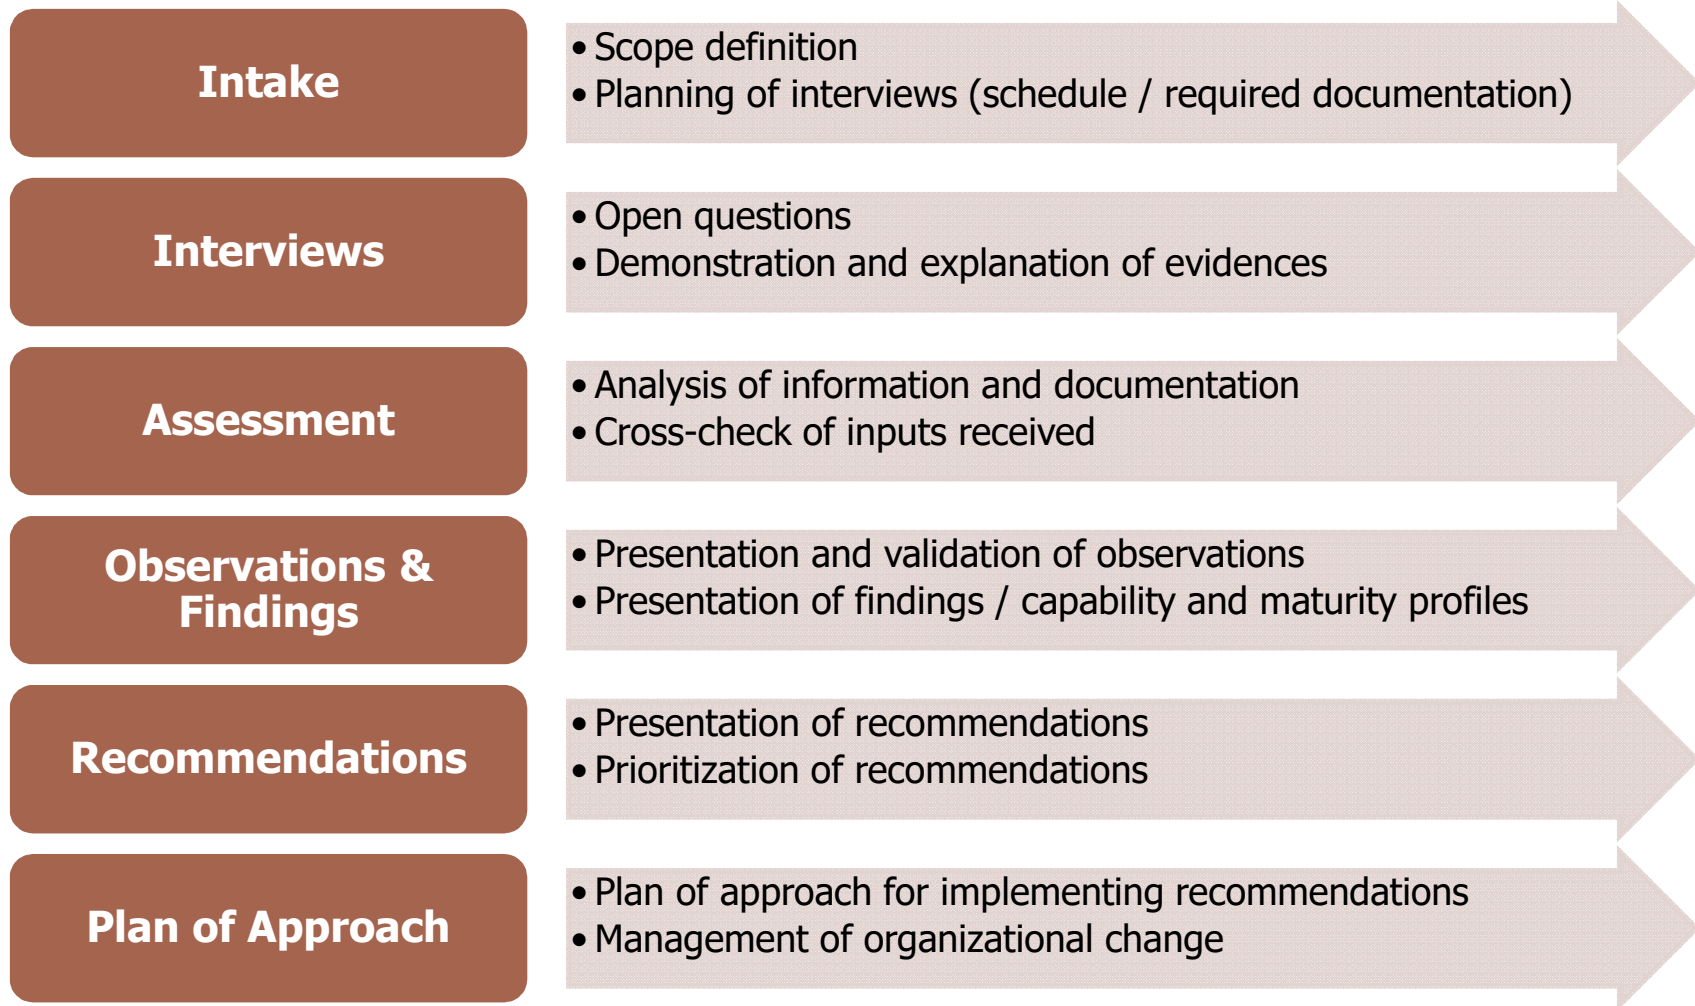 Intake
• Scope definition
• Planning of interviews (schedule / required documentation)
Interviews
• Open questions
• Demonstration and explanation of evidences
Assessment
• Analysis of information and documentation
• Cross-check of inputs received
Observations &
Findings
• Presentation and validation of observations
• Presentation of findings / capability and maturity profiles
Recommendations
• Presentation of recommendations
• Prioritization of recommendations
Plan of Approach
• Plan of approach for implementing recommendations
• Management of organizational change